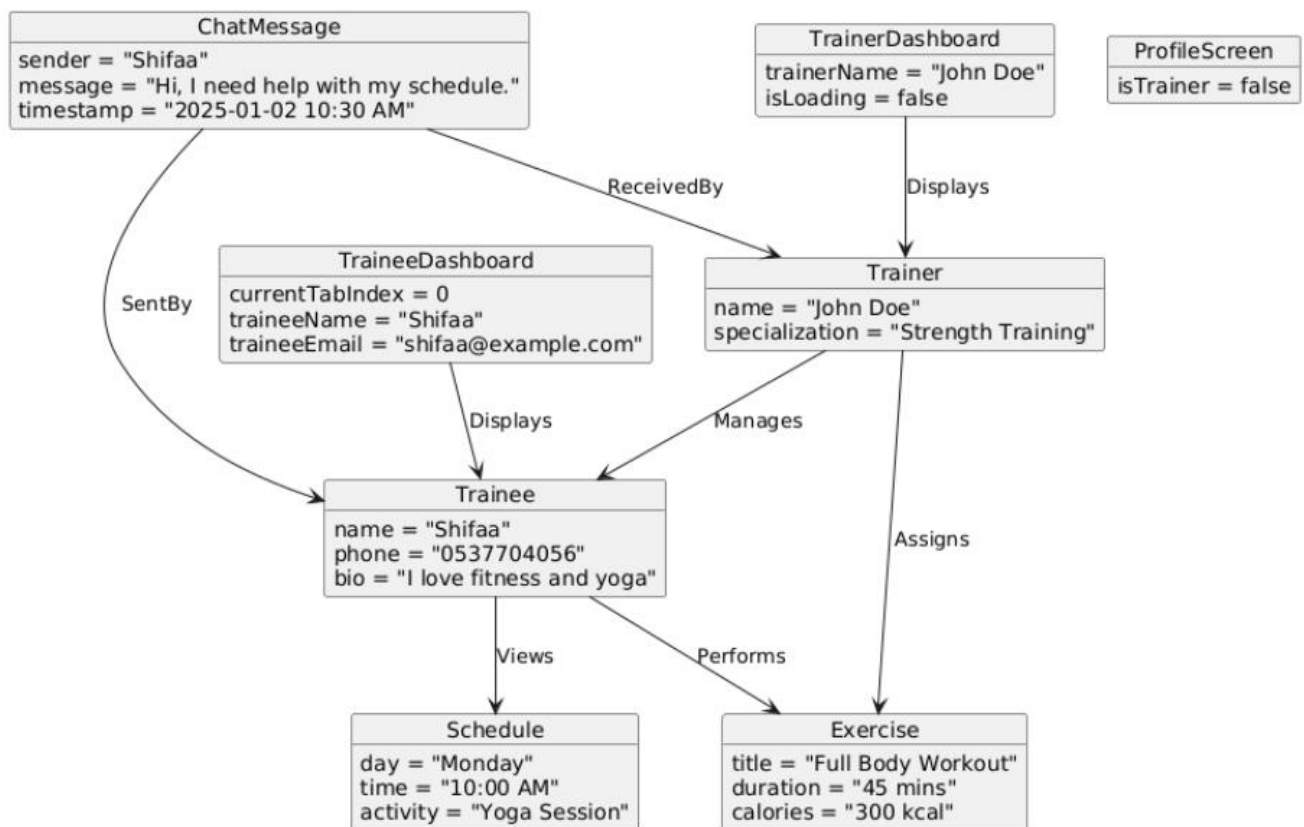 ChatMessage
sender = "Shifaa"
message = "Hi, I need help with my schedule."
timestamp = "2025-01-02 10:30 AM"
TrainerDashboard
trainerName = "John Doe"
isLoading = false
ProfileScreen
isTrainer = false
ReceivedBy
Displays
SentBy
TraineeDashboard
currentTabIndex = 0
traineeName = "Shifaa"
traineeEmail = "shifaa@example.com"
Trainer
name = "John Doe"
specialization = "Strength Training"
Displays
Manages
Trainee
name = "Shifaa"
phone = "0537704056"
bio = "I love fitness and yoga"
Assigns
Views
Performs
Schedule
day = "Monday"
time = "10:00 AM"
activity = "Yoga Session"
Exercise
title = "Full Body Workout"
duration = "45 mins"
calories = "300 kcal"